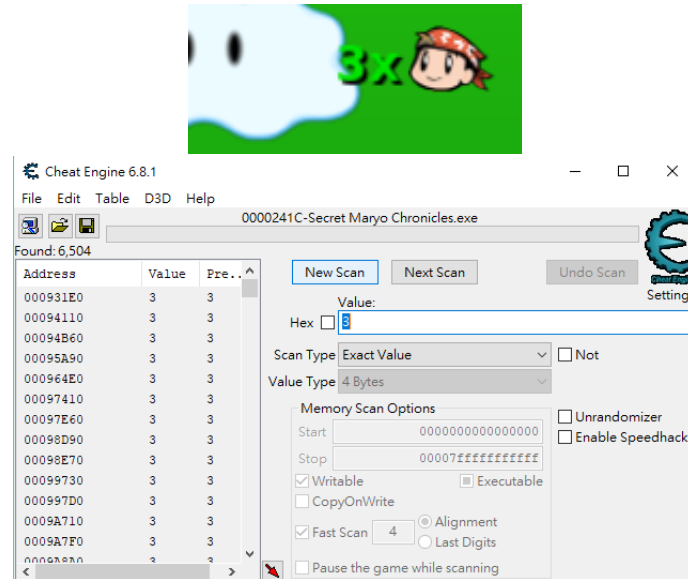 3x
Cheat Engine 6.8.1
File Edit Table D3D Help
0000241C-Secret Maryo Chronicles.exe
Found: 6,504
Address Value Pre..
000931E0 3 3
00094110 3 3
00094B60 3 3
00095A90 3 3
000964E0 3 3
00097410 3 3
00097E60 3 3
00098D90 3 3
00098E70 3 3
00099730 3 3
000997D0 3 3
0009A710 3 3
0009A7F0 3 3
0009A8A0 3 3
New Scan Next Scan Undo Scan
Setting
Value:
Hex 3
Scan Type Exact Value Not
Value Type 4 Bytes
Memory Scan Options
Start 0000000000000000
Stop 00007fffffffffff
Writable Executable
CopyOnWrite
Fast Scan 4 Alignment
Last Digits
Pause the game while scanning
Unrandomizer
Enable Speedhack